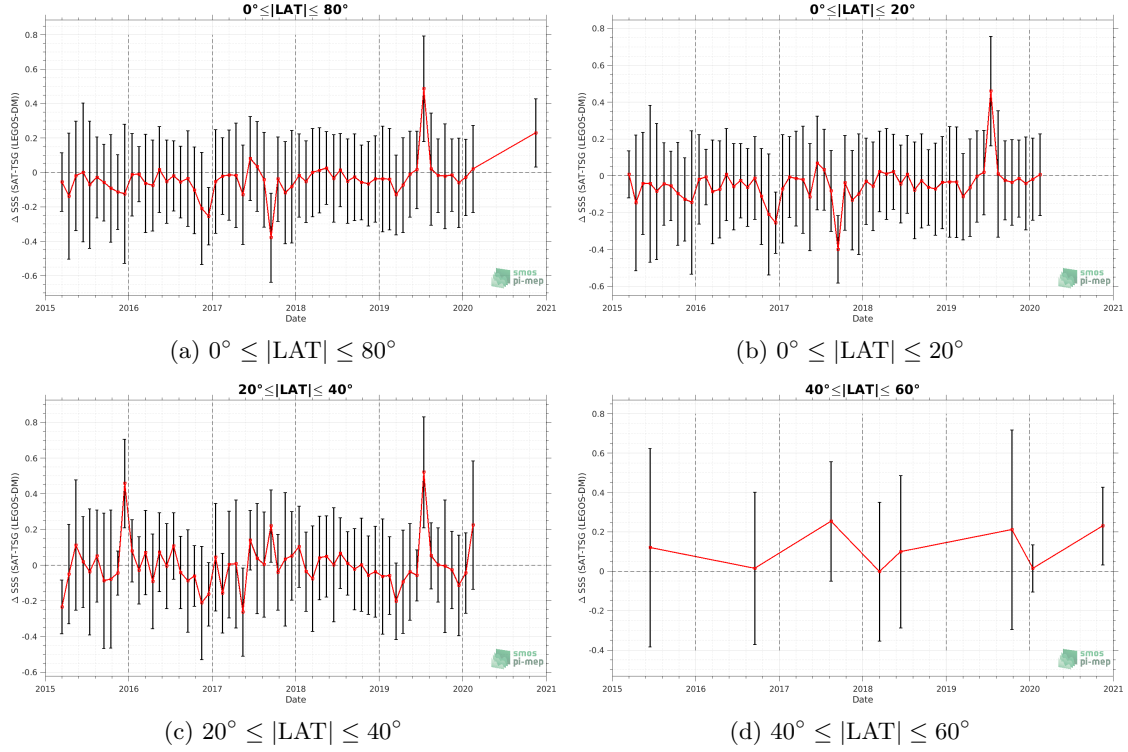 0°≤|LAT|≤ 80°
Δ SSS (SAT-TSG (LEGOS-DM))
0.8
0.6
0.4
0.2
0
-0.2
-0.4
-0.6
2015 2016 2017 2018 2019 2020 2021
Date
smos
pi-mep
(a) 0° ≤ |LAT| ≤ 80°
0°≤|LAT|≤ 20°
Δ SSS (SAT-TSG (LEGOS-DM))
0.8
0.6
0.4
0.2
0
-0.2
-0.4
-0.6
2015 2016 2017 2018 2019 2020 2021
Date
smos
pi-mep
(b) 0° ≤ |LAT| ≤ 20°
20°≤|LAT|≤ 40°
Δ SSS (SAT-TSG (LEGOS-DM))
0.8
0.6
0.4
0.2
0
-0.2
-0.4
-0.6
2015 2016 2017 2018 2019 2020 2021
Date
smos
pi-mep
(c) 20° ≤ |LAT| ≤ 40°
40°≤|LAT|≤ 60°
Δ SSS (SAT-TSG (LEGOS-DM))
0.8
0.6
0.4
0.2
0
-0.2
-0.4
2015 2016 2017 2018 2019 2020 2021
Date
smos
pi-mep
(d) 40° ≤ |LAT| ≤ 60°